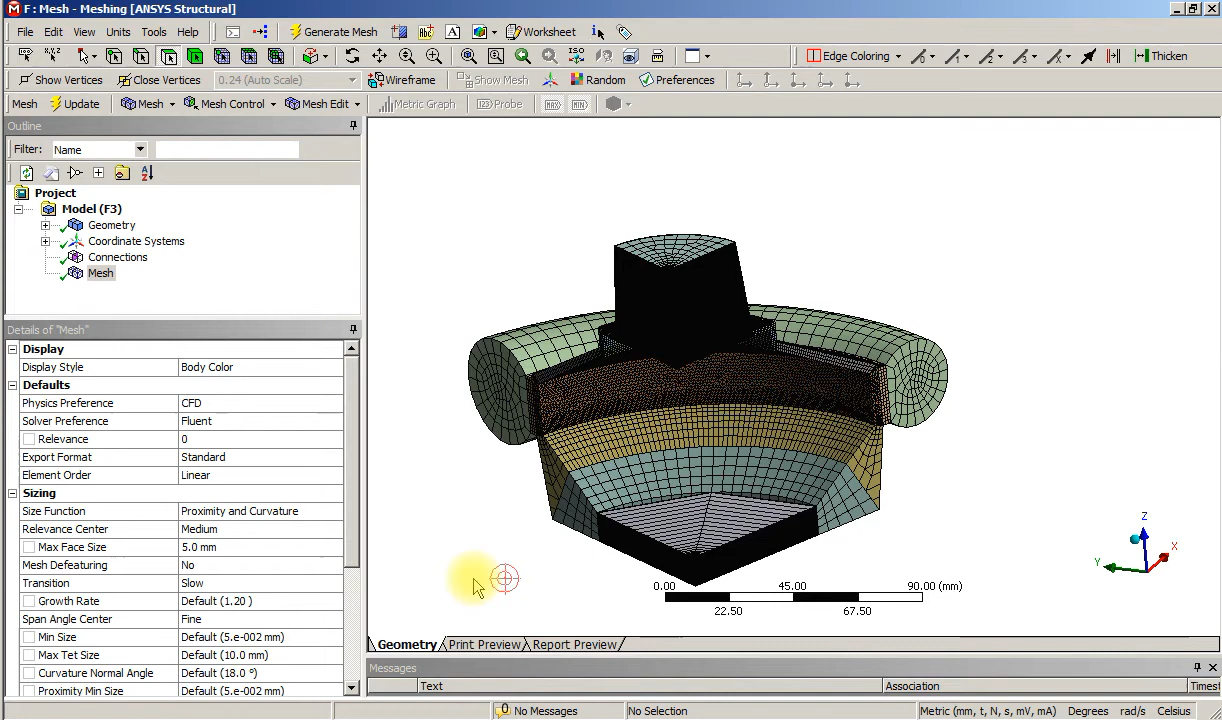 F : Mesh - Meshing [ANSYS Structural]
File Edit View Units Tools Help Generate Mesh Abc A Worksheet i
Edge Coloring Thicken
Show Vertices Close Vertices 0.24 (Auto Scale) Wireframe Show Mesh Random Preferences
Mesh Update Mesh Mesh Control Mesh Edit Metric Graph Probe MAX MIN
Outline
Filter: Name
Project
Model (F3)
Geometry
Coordinate Systems
Connections
Mesh
Details of "Mesh"
Display
Display Style Body Color
Defaults
Physics Preference CFD
Solver Preference Fluent
Relevance 0
Export Format Standard
Element Order Linear
Sizing
Size Function Proximity and Curvature
Relevance Center Medium
Max Face Size 5.0 mm
Mesh Defeaturing No
Transition Slow
Growth Rate Default (1.20 )
Span Angle Center Fine
Min Size Default (5.e-002 mm)
Max Tet Size Default (10.0 mm)
Curvature Normal Angle Default (18.0 °)
Proximity Min Size Default (5.e-002 mm)
Z
X
Y
0.00 45.00 90.00 (mm)
22.50 67.50
Geometry Print Preview Report Preview
Messages
Text Association Timest
No Messages No Selection Metric (mm, t, N, s, mV, mA) Degrees rad/s Celsius